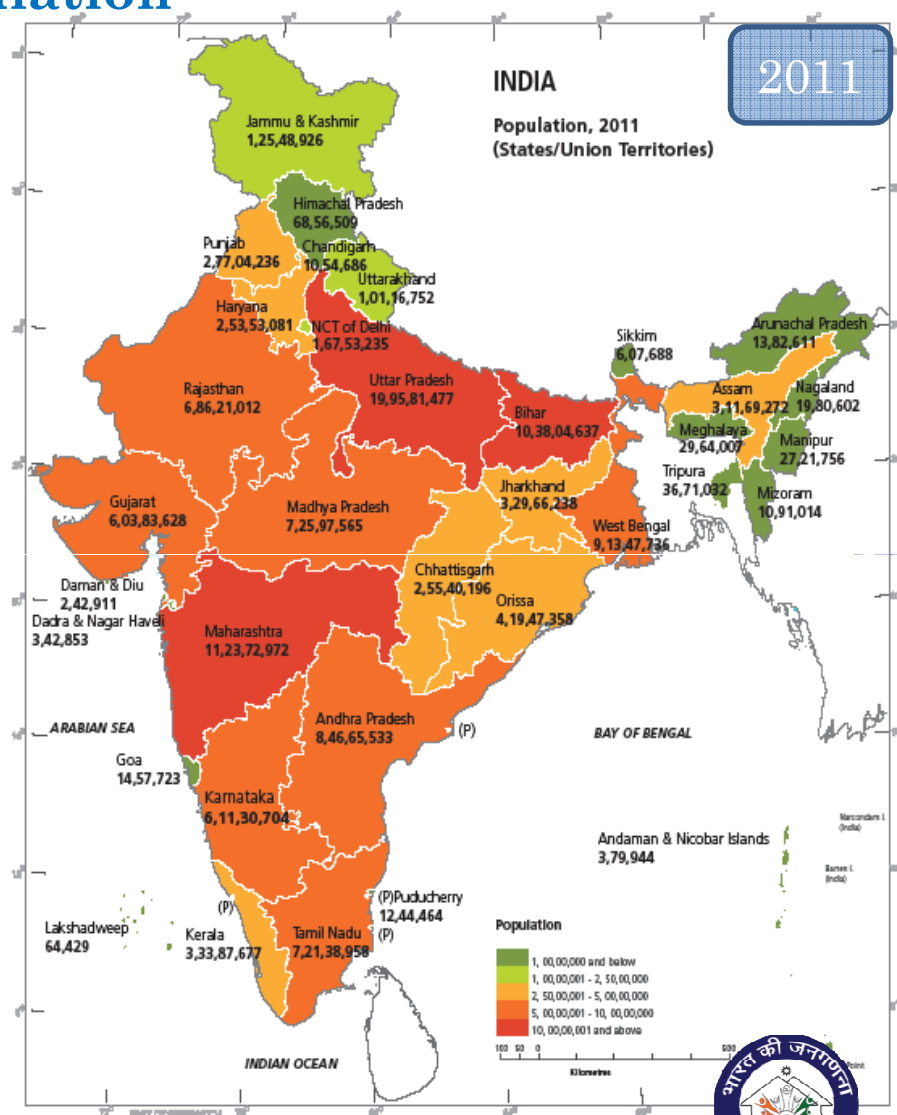 2011
INDIA
Population, 2011
(States/Union Territories)
Jammu & Kashmir
1,25,48,926
Himachal Pradesh
68,56,509
Punjab
2,77,04,236
Chandigarh
10,54,686
Uttarakhand
1,01,16,752
Haryana
2,53,53,081
NCT of Delhi
1,67,53,235
Sikkim
6,07,688
Arunachal Pradesh
13,82,611
Rajasthan
6,86,21,012
Uttar Pradesh
19,95,81,477
Bihar
10,38,04,637
Assam
3,11,69,272
Nagaland
19,80,602
Meghalaya
29,64,007
Manipur
27,21,756
Tripura
36,71,032
Mizoram
10,91,014
Gujarat
6,03,83,628
Madhya Pradesh
7,25,97,565
Jharkhand
3,29,66,238
West Bengal
9,13,47,736
Daman & Diu
2,42,911
Dadra & Nagar Haveli
3,42,853
Chhattisgarh
2,55,40,196
Orissa
4,19,47,358
Maharashtra
11,23,72,972
ARABIAN SEA
Andhra Pradesh
8,46,65,533
(P)
BAY OF BENGAL
Goa
14,57,723
Karnataka
6,11,30,704
Andaman & Nicobar Islands
3,79,944
Narcondam I.
(India)
Barren I.
(India)
(P)Puducherry
12,44,464
(P)
(P)
Lakshadweep
64,429
Kerala
3,33,87,677
Tamil Nadu
7,21,38,958
Population
1, 00,00,000 and below
1, 00,00,001 - 2, 50,00,000
2, 50,00,001 - 5, 00,00,000
5, 00,00,001 - 10, 00,00,000
10, 00,00,001 and above
100 50 0
Kilometres
INDIAN OCEAN
भारत की जनगणना
Point